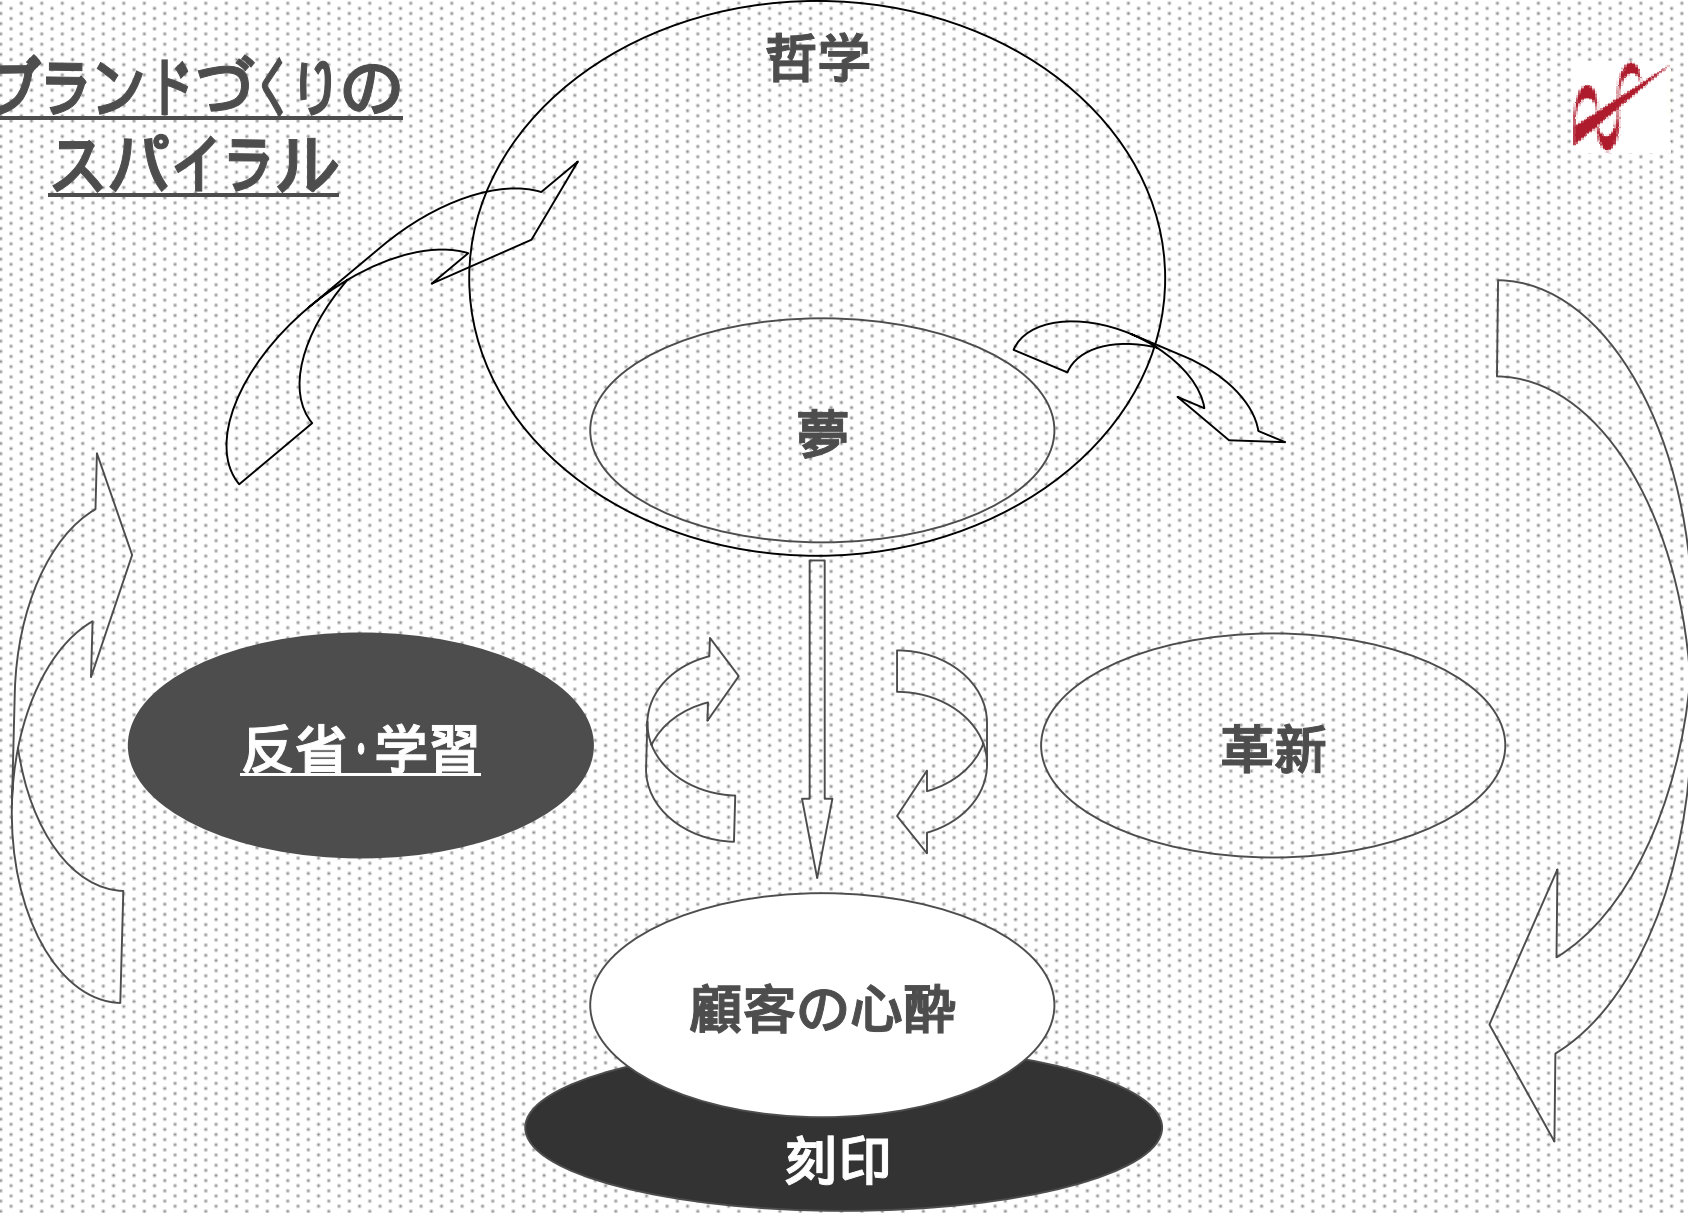 ブランドづくりの
スパイラル
哲学
夢
反省･学習
革新
顧客の心酔
刻印